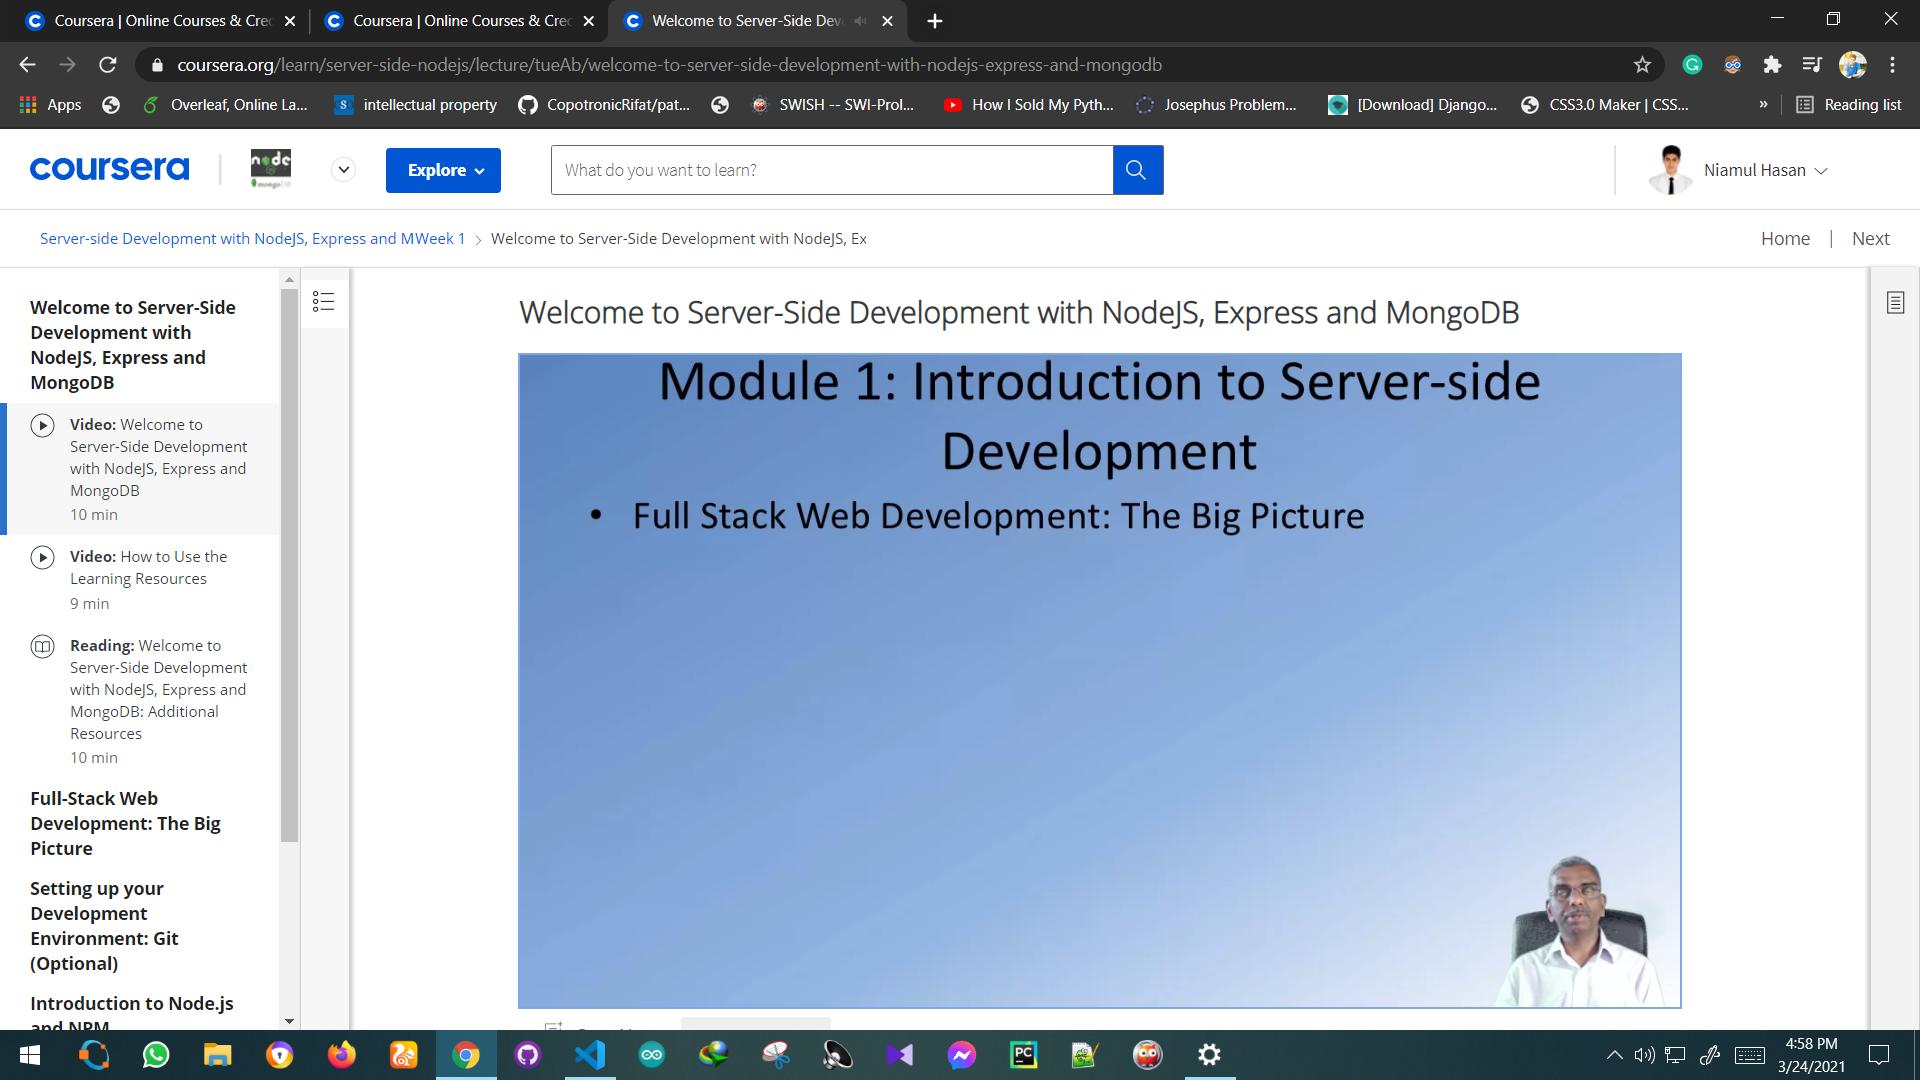 Coursera | Online Courses & Cre
Coursera | Online Courses & Cre
Welcome to Server-Side Dev
coursera.org/learn/server-side-nodejs/lecture/tueAb/welcome-to-server-side-development-with-nodejs-express-and-mongodb
Apps
Overleaf, Online La...
intellectual property
CopotronicRifat/pat...
SWISH -- SWI-Prol...
How I Sold My Pyth...
Josephus Problem...
[Download] Django...
CSS3.0 Maker | CSS...
»
Reading list
coursera
node
mongoDB
Explore
What do you want to learn?
Niamul Hasan
Server-side Development with NodeJS, Express and MWeek 1
Welcome to Server-Side Development with NodeJS, Ex
Home | Next
Welcome to Server-Side
Development with
NodeJS, Express and
MongoDB
Video: Welcome to
Server-Side Development
with NodeJS, Express and
MongoDB
10 min
Video: How to Use the
Learning Resources
9 min
Reading: Welcome to
Server-Side Development
with NodeJS, Express and
MongoDB: Additional
Resources
10 min
Full-Stack Web
Development: The Big
Picture
Setting up your
Development
Environment: Git
(Optional)
Introduction to Node.js
and NPM
Welcome to Server-Side Development with NodeJS, Express and MongoDB
Module 1: Introduction to Server-side
Development
• Full Stack Web Development: The Big Picture
4:58 PM
3/24/2021